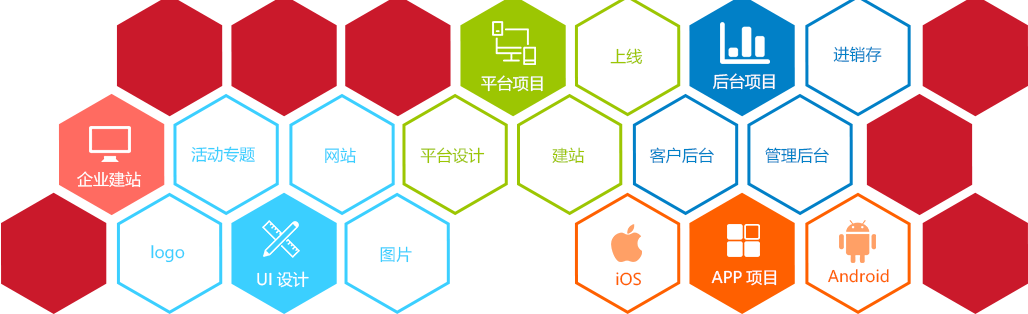 平台项目
上线
后台项目
进销存
企业建站
活动专题
网站
平台设计
建站
客户后台
管理后台
logo
UI 设计
图片
iOS
APP 项目
Android